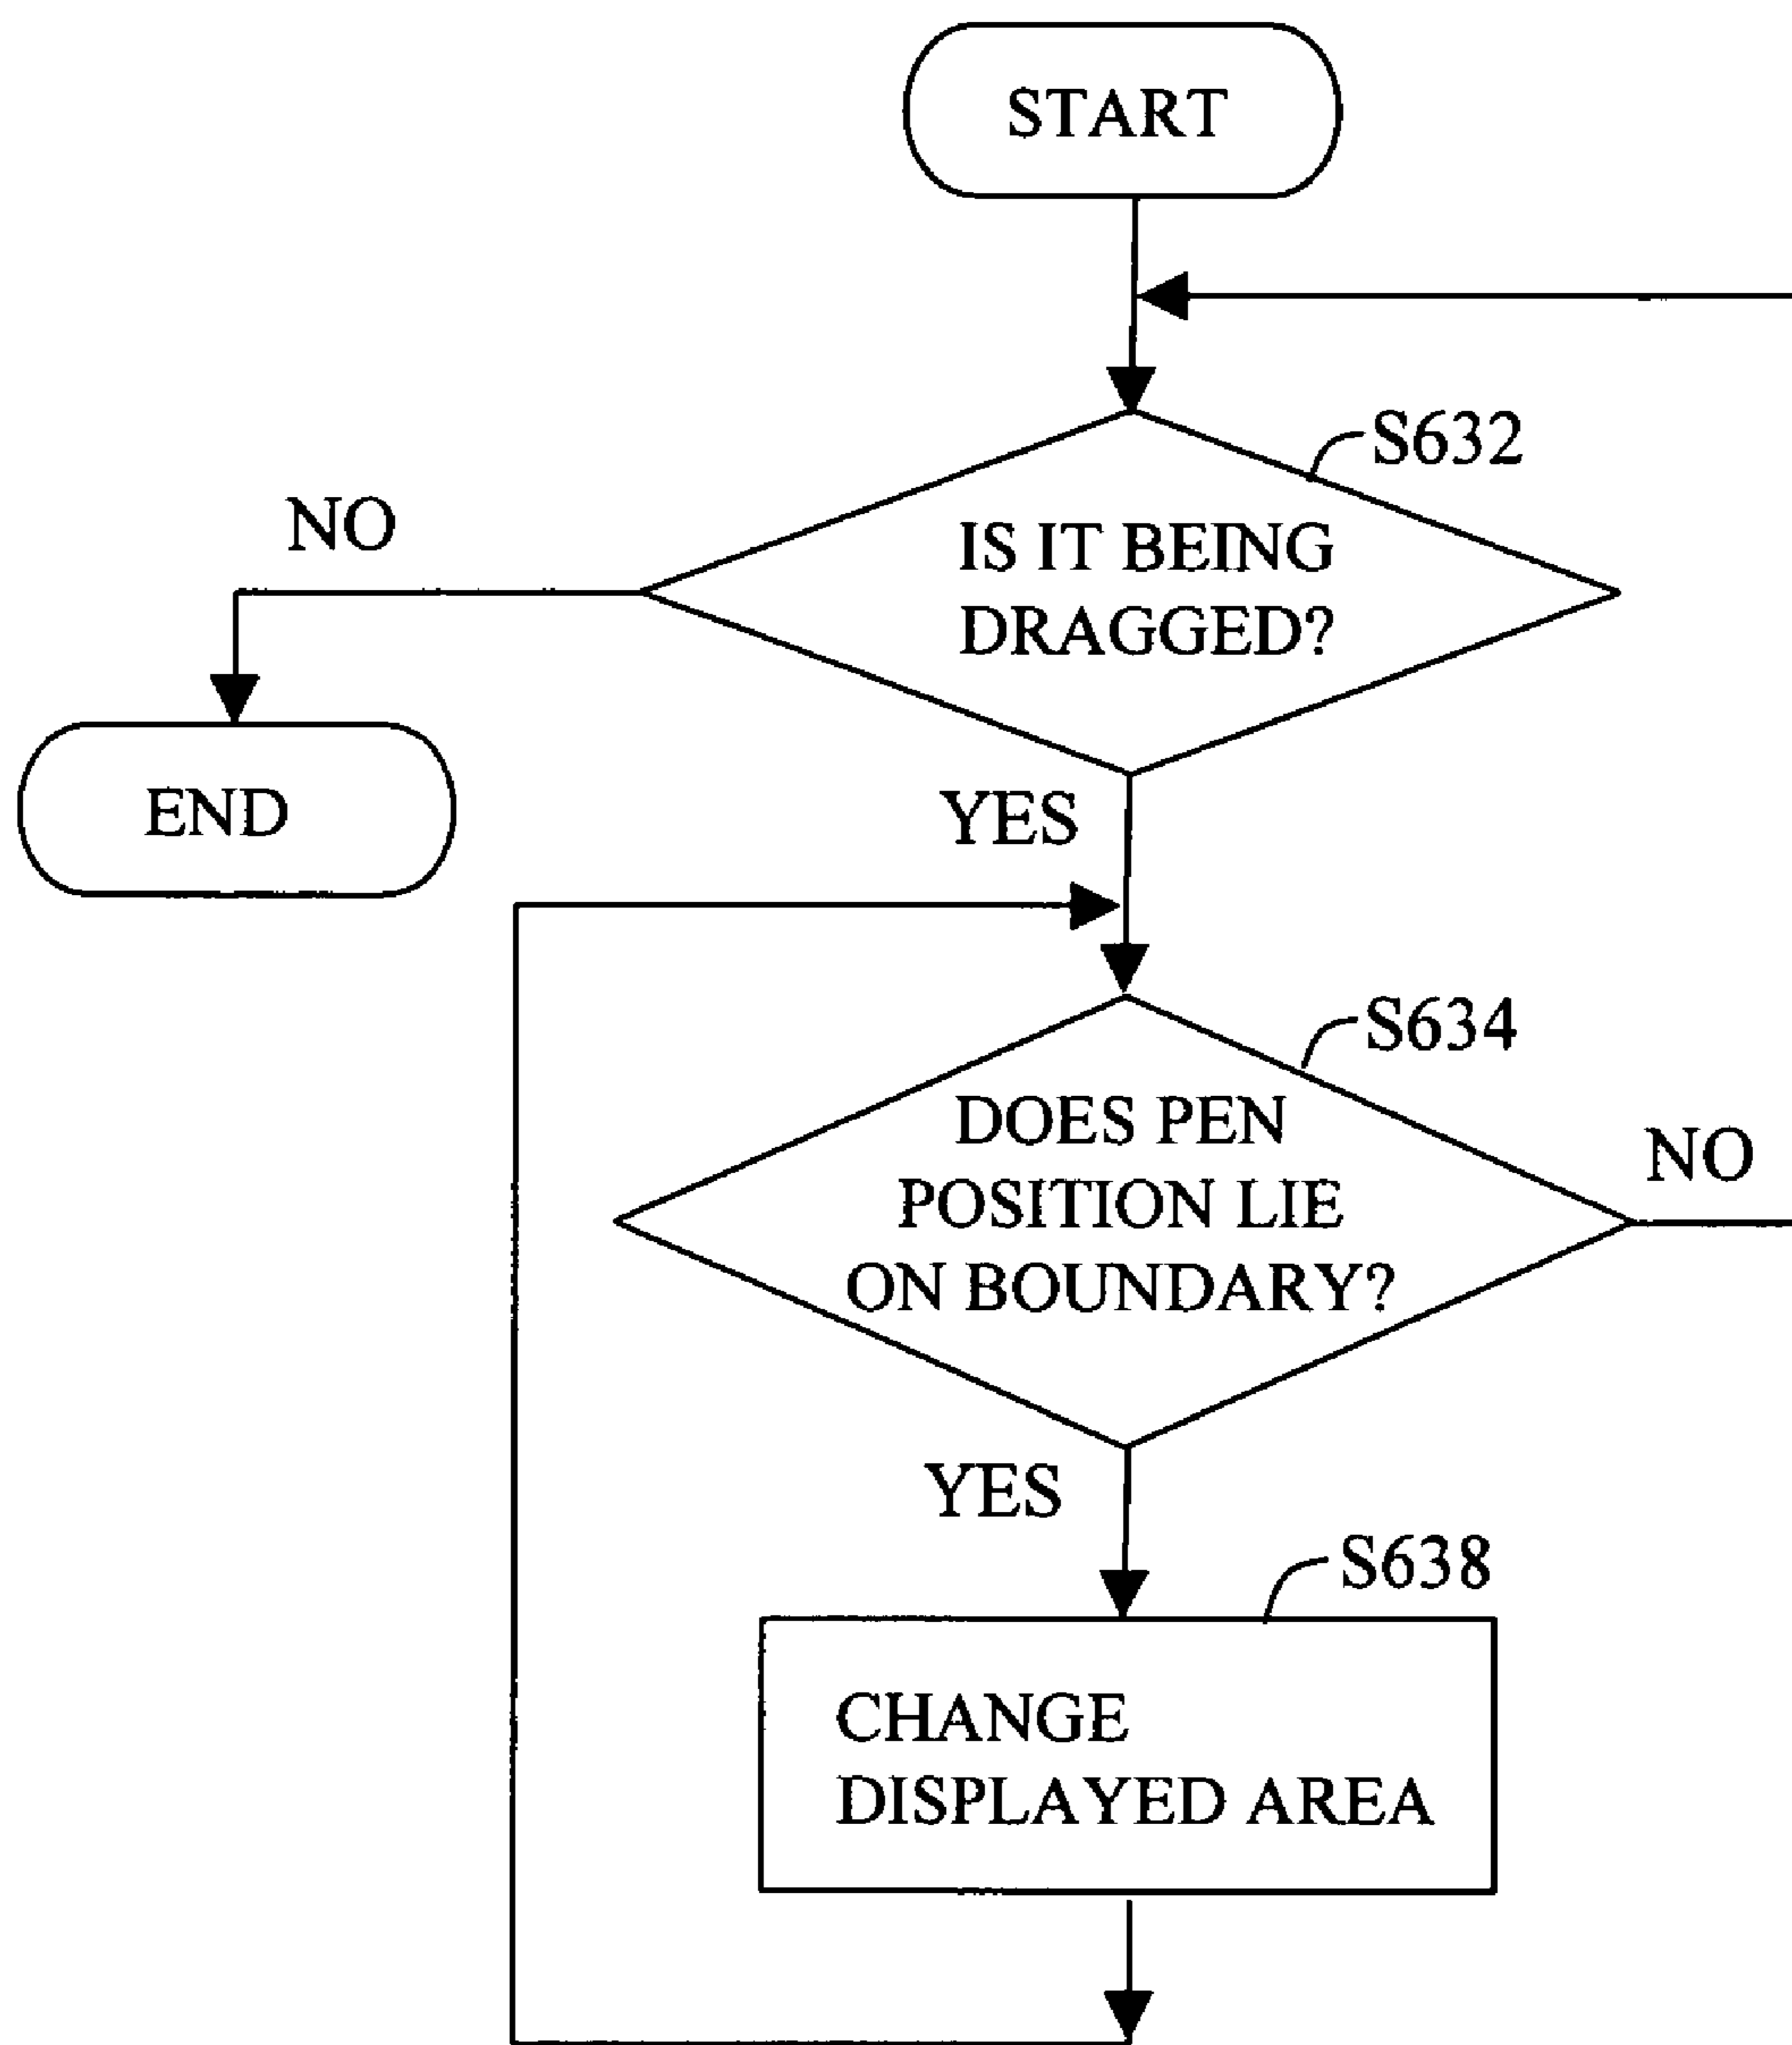 START
S632
NO
IS IT BEING
DRAGGED?
END
YES
S634
DOES PEN
POSITION LIE
ON BOUNDARY?
NO
YES
S638
CHANGE
DISPLAYED AREA